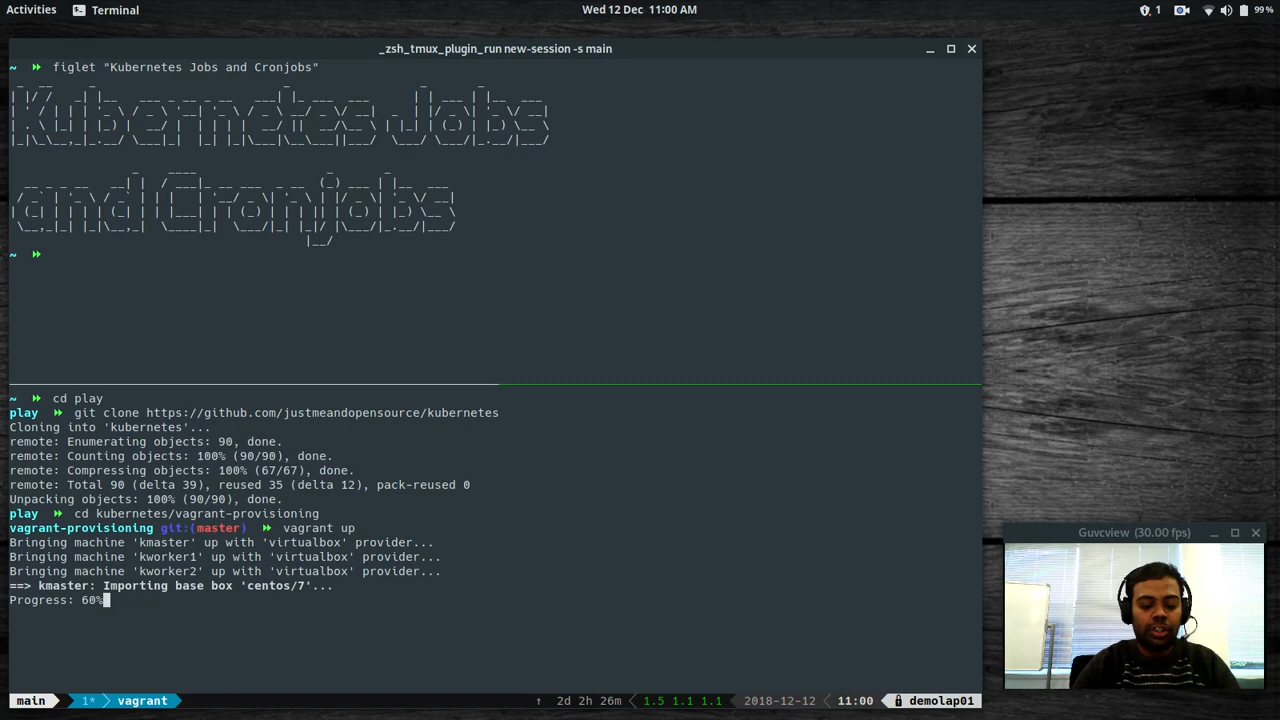 Activities
Terminal
Wed 12 Dec 11:00 AM
1
99%
_zsh_tmux_plugin_run new-session -s main
~ figlet "Kubernetes Jobs and Cronjobs"
Kubernetes Jobs
and Cronjobs
~
~ cd play
play git clone https://github.com/justmeandopensource/kubernetes
Cloning into 'kubernetes'...
remote: Enumerating objects: 90, done.
remote: Counting objects: 100% (90/90), done.
remote: Compressing objects: 100% (67/67), done.
remote: Total 90 (delta 39), reused 35 (delta 12), pack-reused 0
Unpacking objects: 100% (90/90), done.
play cd kubernetes/vagrant-provisioning
vagrant-provisioning git:(master) vagrant up
Bringing machine 'kmaster' up with 'virtualbox' provider...
Bringing machine 'kworker1' up with 'virtualbox' provider...
Bringing machine 'kworker2' up with 'virtualbox' provider...
==> kmaster: Importing base box 'centos/7'...
Progress: 60%
main 1* vagrant ↑ 2d 2h 26m 1.5 1.1 1.1 2018-12-12 11:00 demolap01
Guvcview (30.00 fps)